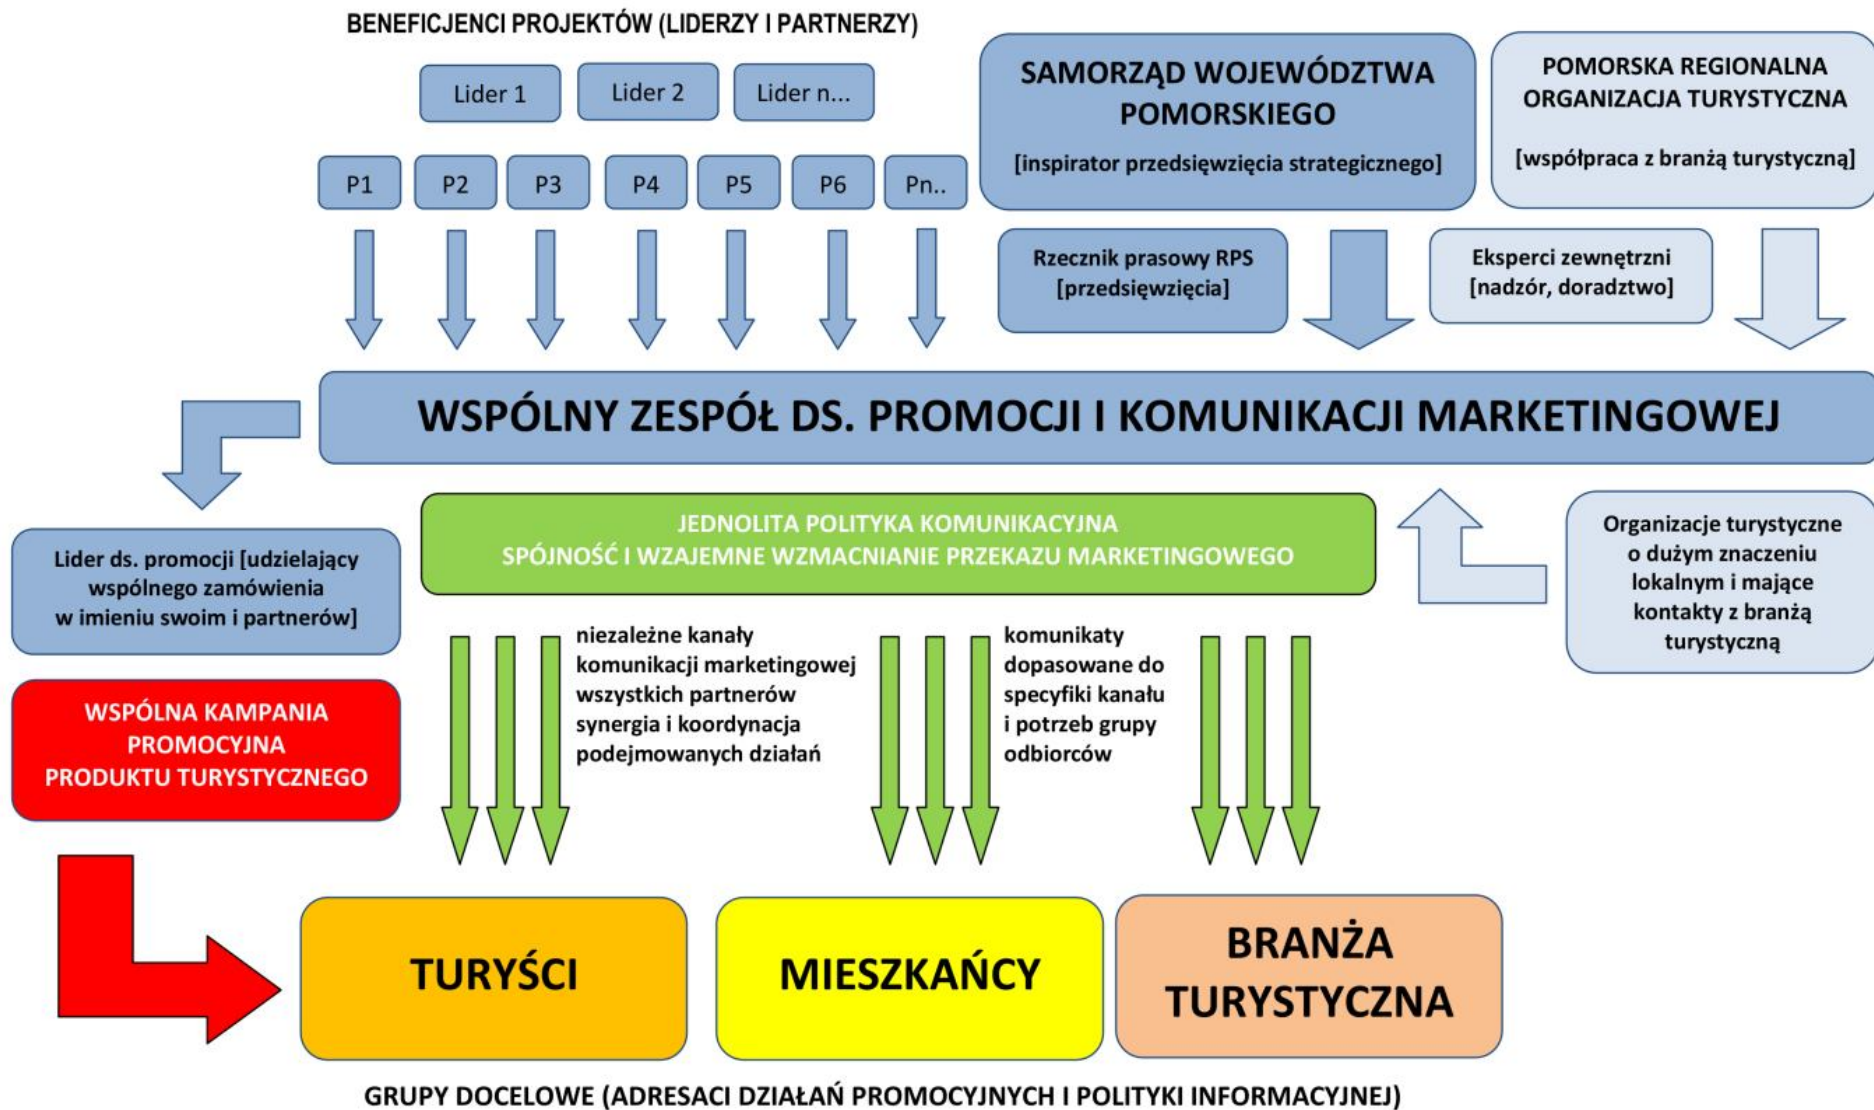 BENEFICJENCI PROJEKTÓW (LIDERZY I PARTNERZY)
Lider 1
Lider 2
Lider n...
P1
P2
P3
P4
P5
P6
Pn..
SAMORZĄD WOJEWÓDZTWA
POMORSKIEGO
[inspirator przedsięwzięcia strategicznego]
POMORSKA REGIONALNA
ORGANIZACJA TURYSTYCZNA
[współpraca z branżą turystyczną]
Rzecznik prasowy RPS
[przedsięwzięcia]
Eksperci zewnętrzni
[nadzór, doradztwo]
WSPÓLNY ZESPÓŁ DS. PROMOCJI I KOMUNIKACJI MARKETINGOWEJ
Lider ds. promocji [udzielający
wspólnego zamówienia
w imieniu swoim i partnerów]
JEDNOLITA POLITYKA KOMUNIKACYJNA
SPÓJNOŚĆ I WZAJEMNE WZMACNIANIE PRZEKAZU MARKETINGOWEGO
Organizacje turystyczne
o dużym znaczeniu
lokalnym i mające
kontakty z branżą
turystyczną
niezależne kanały
komunikacji marketingowej
wszystkich partnerów
synergia i koordynacja
podejmowanych działań
komunikaty
dopasowane do
specyfiki kanału
i potrzeb grupy
odbiorców
WSPÓLNA KAMPANIA
PROMOCYJNA
PRODUKTU TURYSTYCZNEGO
TURYŚCI
MIESZKAŃCY
BRANŻA
TURYSTYCZNA
GRUPY DOCELOWE (ADRESACI DZIAŁAŃ PROMOCYJNYCH I POLITYKI INFORMACYJNEJ)